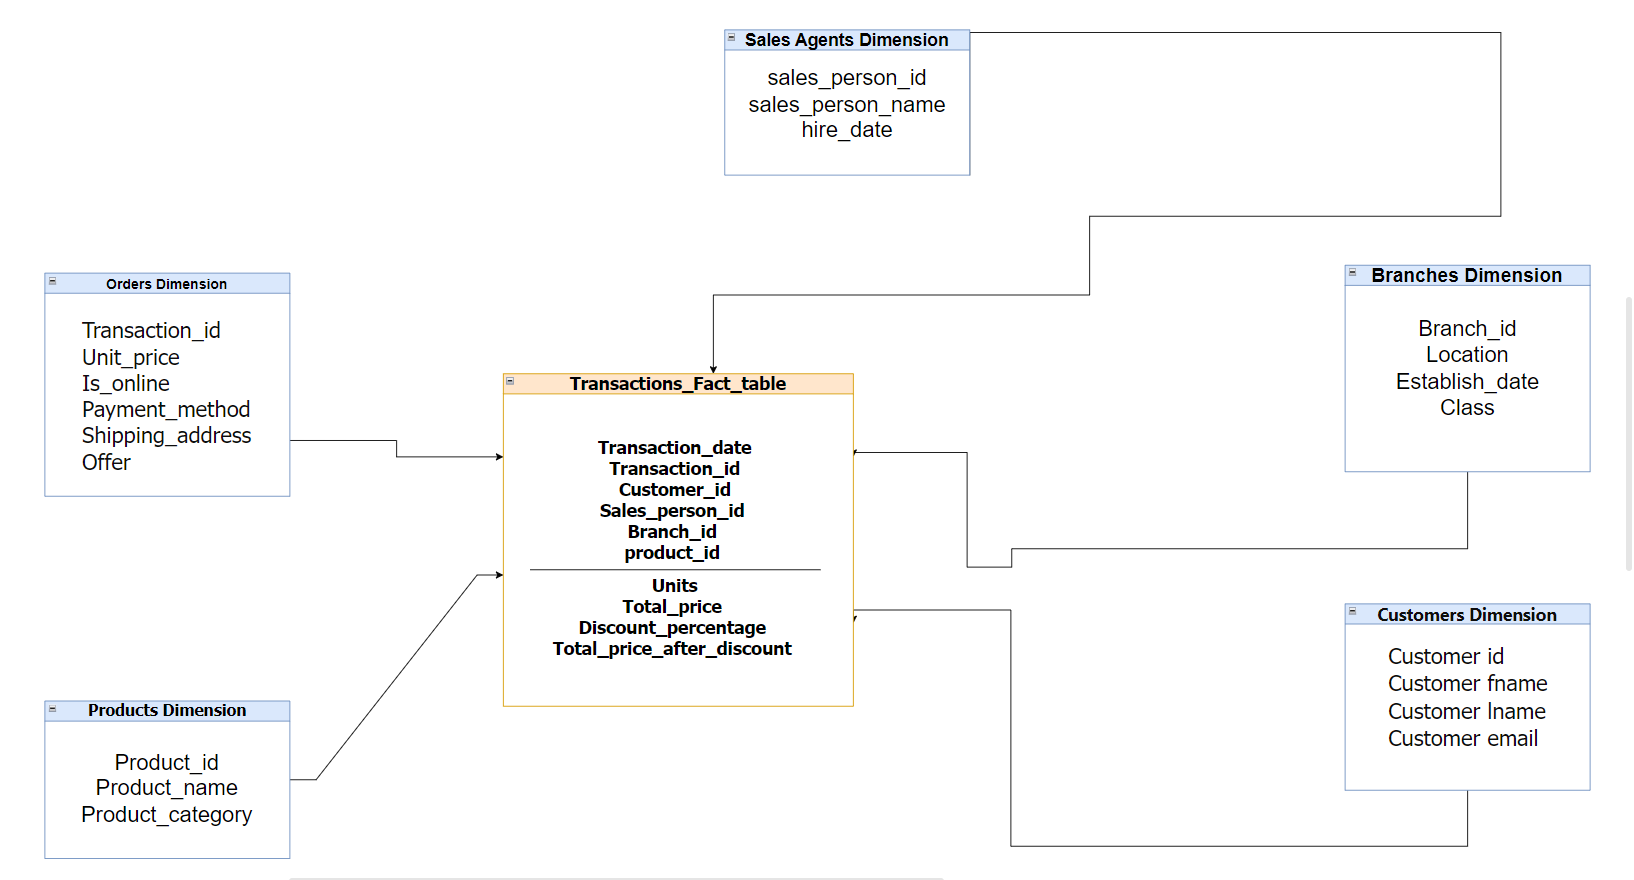 Sales Agents Dimension
sales_person_id
sales_person_name
hire_date
Orders Dimension
Transaction_id
Unit_price
Is_online
Payment_method
Shipping_address
Offer
Branches Dimension
Branch_id
Location
Establish_date
Class
Transactions_Fact_table
Transaction_date
Transaction_id
Customer_id
Sales_person_id
Branch_id
product_id
Units
Total_price
Discount_percentage
Total_price_after_discount
Products Dimension
Product_id
Product_name
Product_category
Customers Dimension
Customer id
Customer fname
Customer lname
Customer email